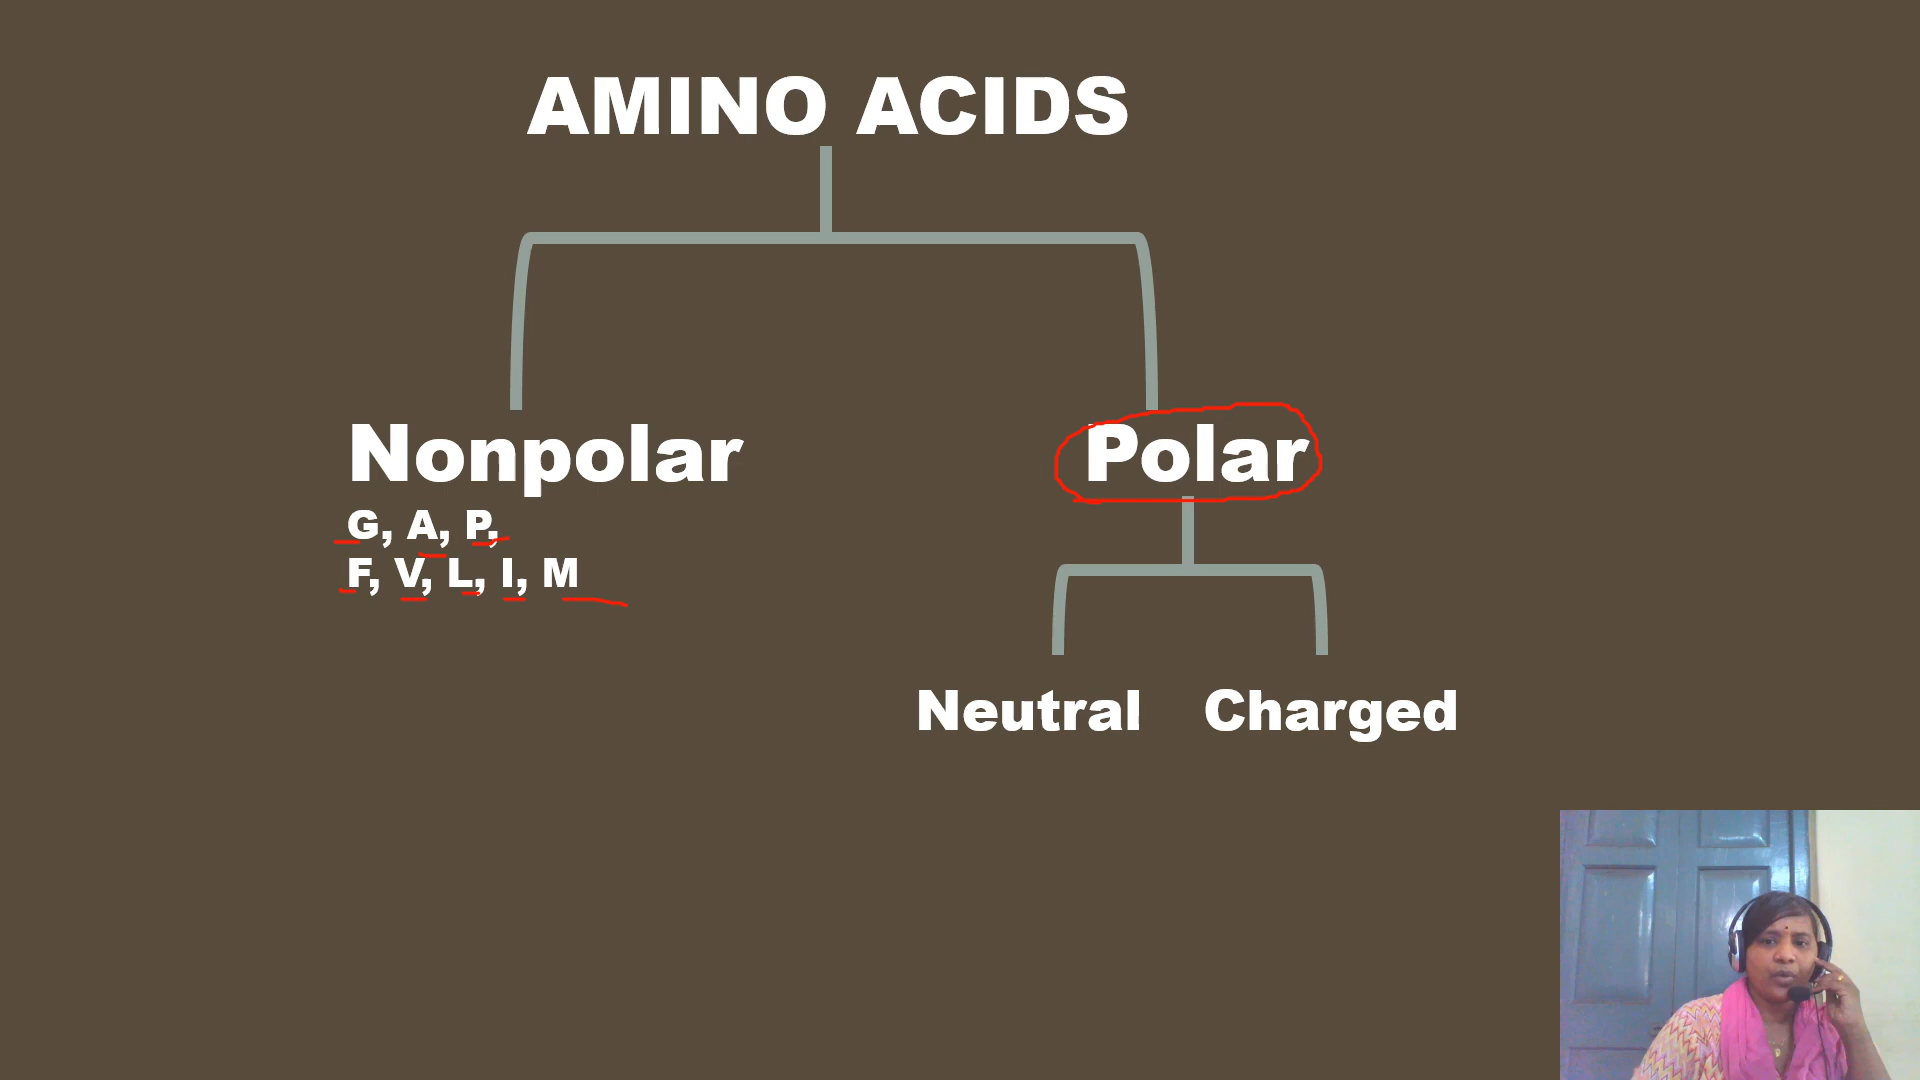 AMINO ACIDS
Nonpolar
G, A, P,
F, V, L, I, M
Polar
Neutral
Charged